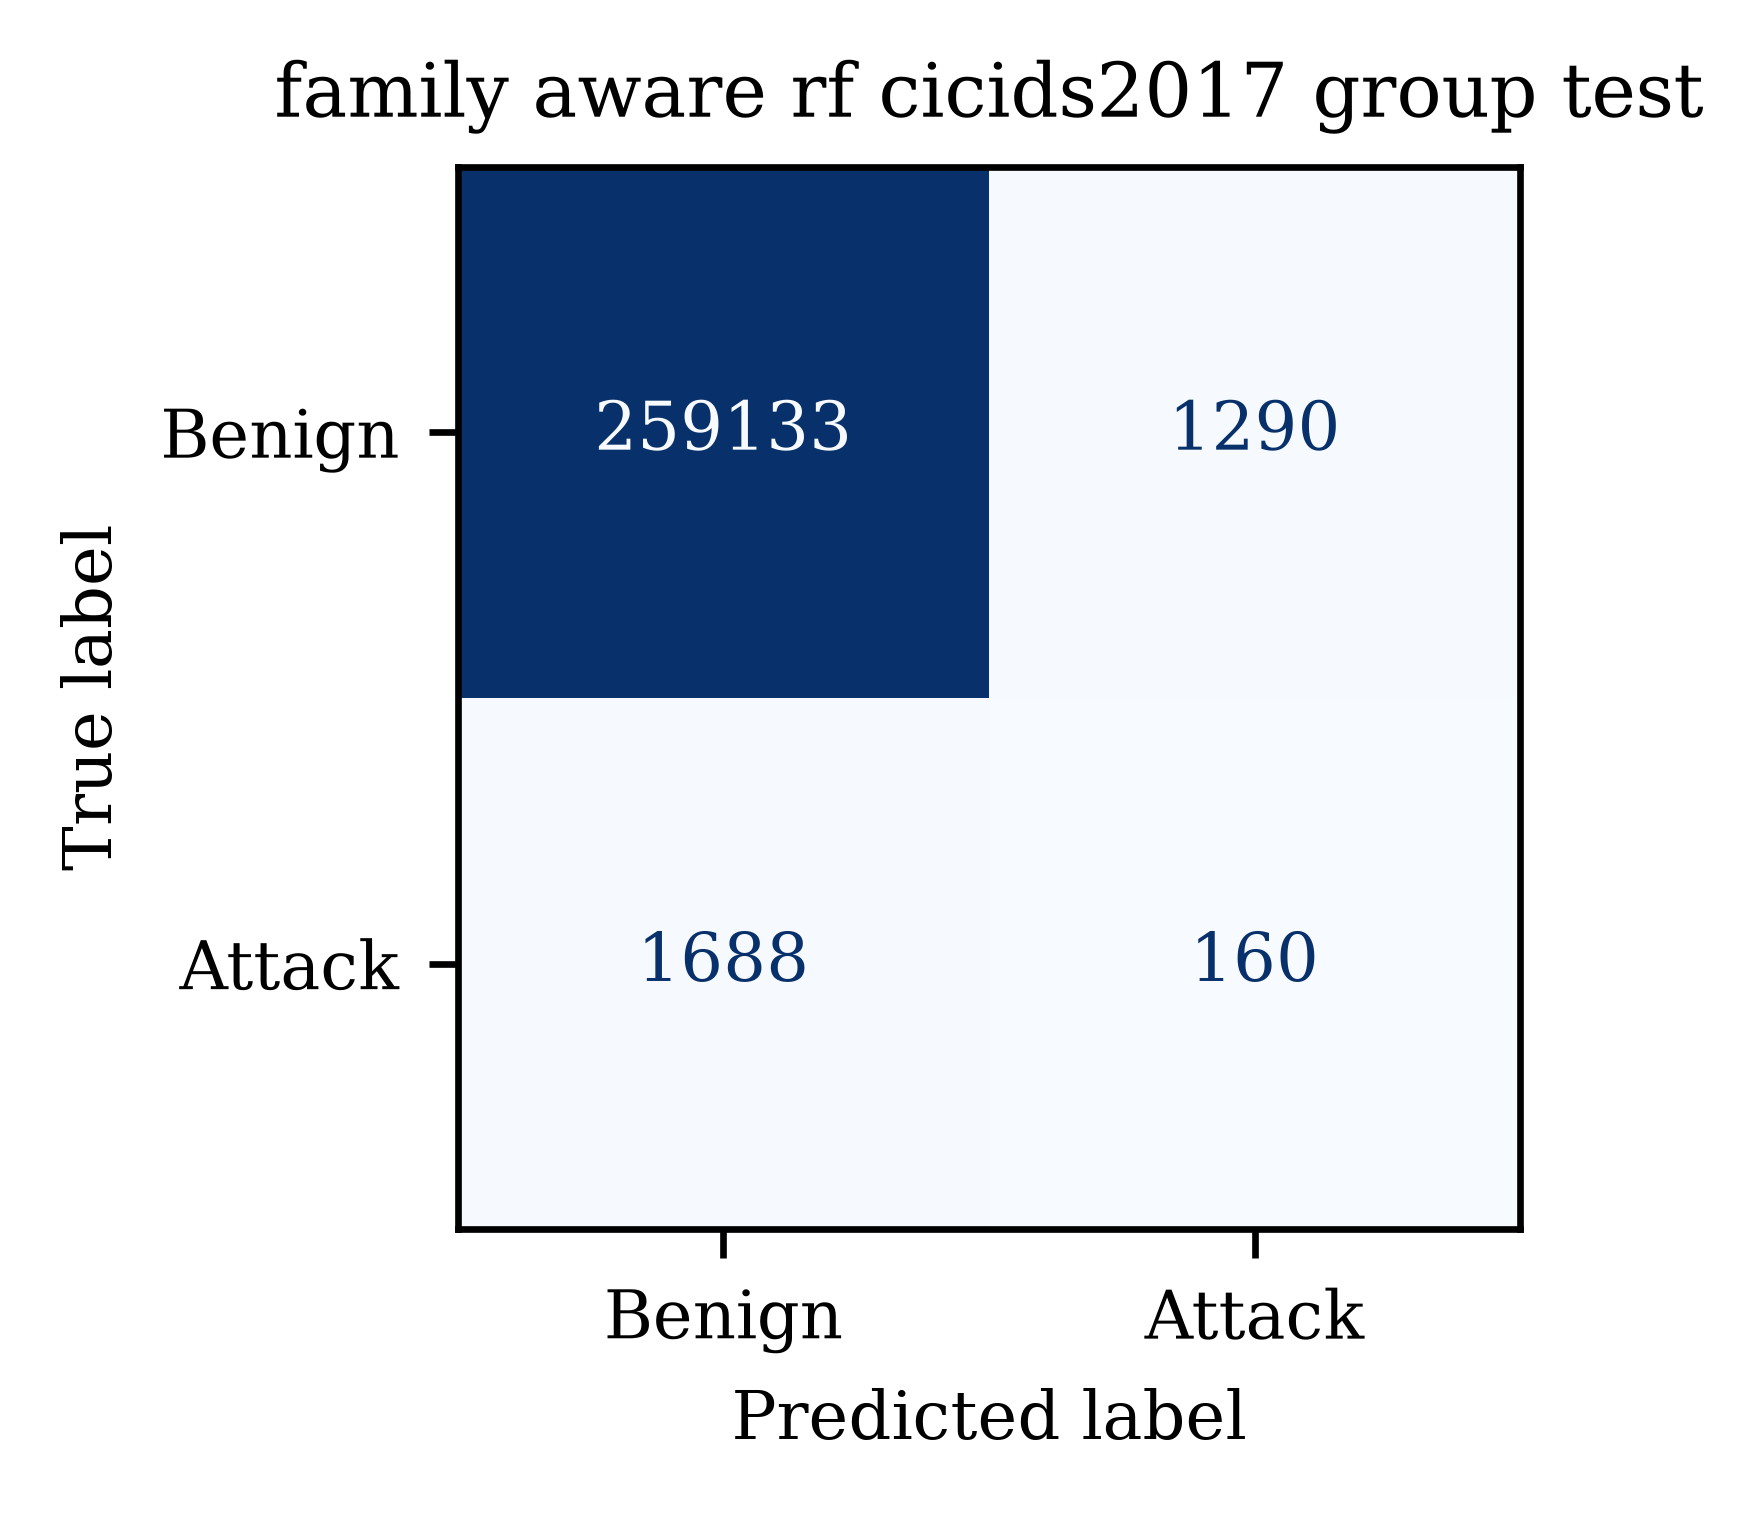 family aware rf cicids2017 group test
True label
Benign
259133
1290
Attack
1688
160
Benign
Attack
Predicted label